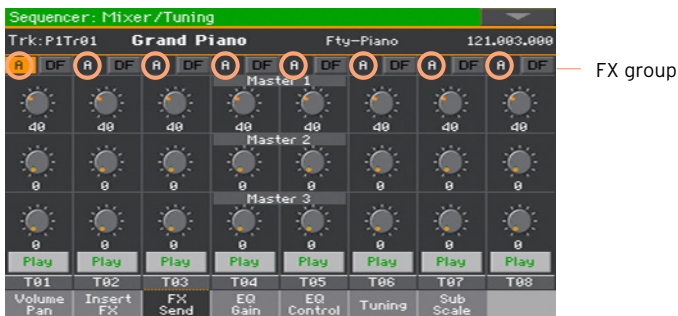 Sequencer: Mixer/Tuning
Trk:P1Tr01 Grand Piano Fty-Piano 121.003.000
A DF A DF A DF A DF A DF A DF A DF A DF
FX group
Master 1
40 40 40 40 40 40 40 40
Master 2
0 0 0 0 0 0 0 0
Master 3
0 0 0 0 0 0 0 0
Play Play Play Play Play Play Play Play
T01 T02 T03 T04 T05 T06 T07 T08
Volume Pan Insert FX FX Send EQ Gain EQ Control Tuning Sub Scale